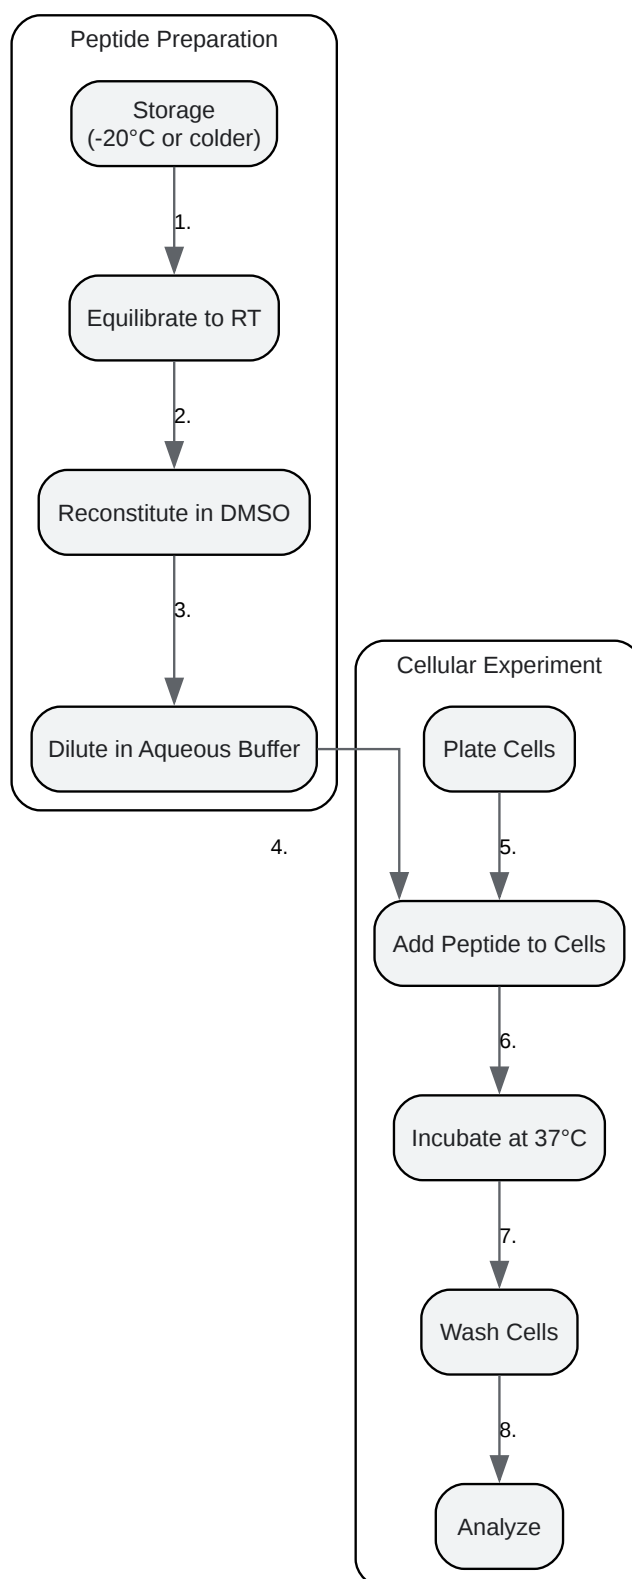 Peptide Preparation
Storage
(-20°C or colder)
1.
Equilibrate to RT
2.
Reconstitute in DMSO
3.
Dilute in Aqueous Buffer
4.
Cellular Experiment
Plate Cells
5.
Add Peptide to Cells
6.
Incubate at 37°C
7.
Wash Cells
8.
Analyze